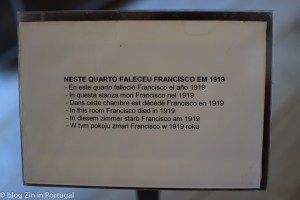 NESTE QUARTO FALECEU FRANCISCO EM 1919
- En este quarto falleció Francisco el año 1919
- In questa stanza morì Francisco nel 1919
- Dans cette chambre est décédé Francisco en 1919
- In this room Francisco died in 1919
- In diesem zimmer starb Francisco am 1919
- W tym pokoju zmarł Francisco w 1919 roku
© blog Zin in Portugal